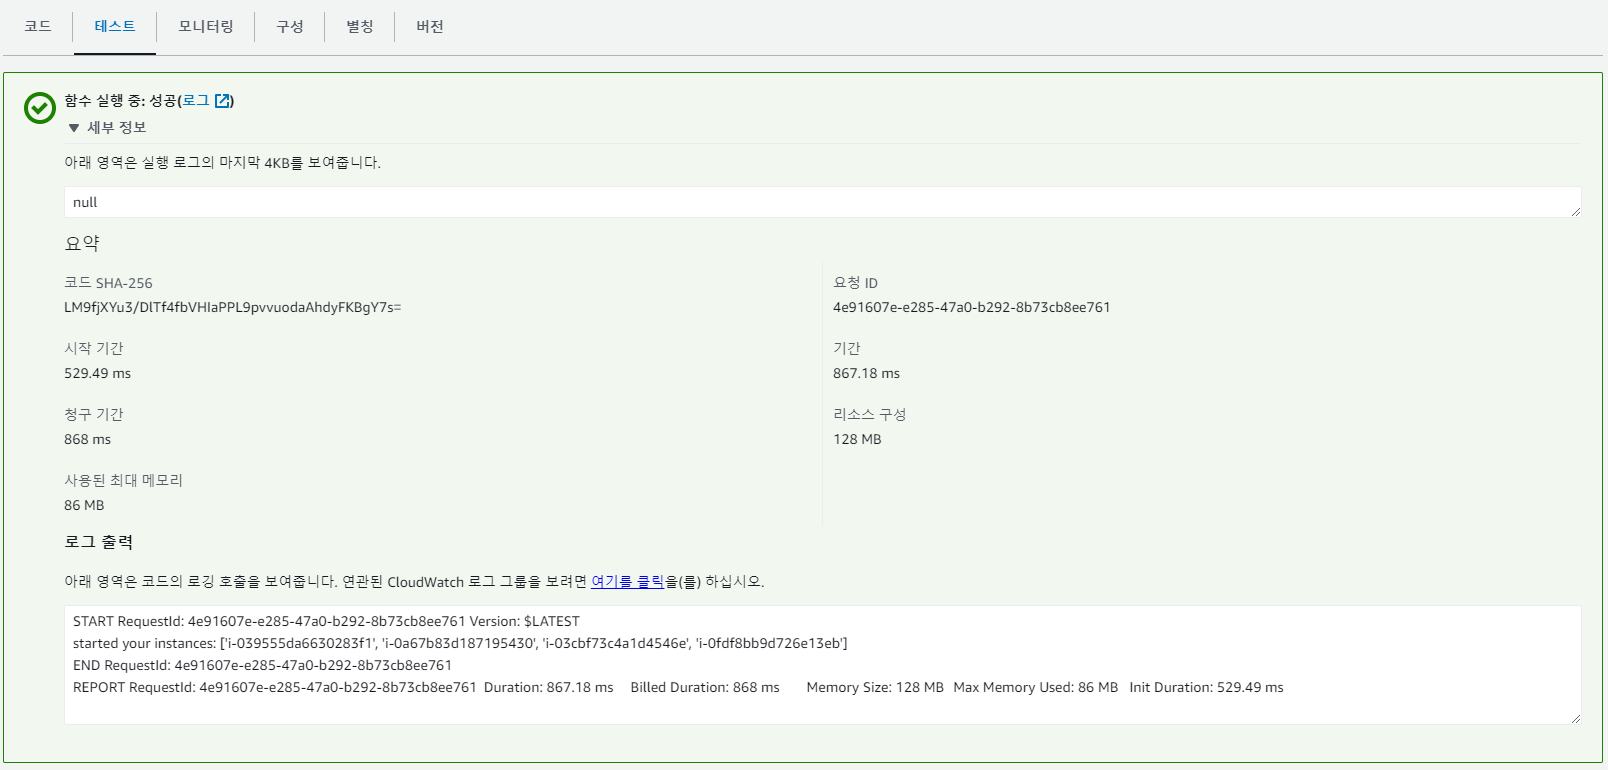 코드 테스트 모니터링 구성 별칭 버전
함수 실행 중: 성공(로그)
▼ 세부 정보
아래 영역은 실행 로그의 마지막 4KB를 보여줍니다.
null
요약
코드 SHA-256
LM9fjXYu3/DlTf4fbVHIaPPL9pvvuodaAhdyFKBgY7s=
요청 ID
4e91607e-e285-47a0-b292-8b73cb8ee761
시작 기간
529.49 ms
기간
867.18 ms
청구 기간
868 ms
리소스 구성
128 MB
사용된 최대 메모리
86 MB
로그 출력
아래 영역은 코드의 로깅 호출을 보여줍니다. 연관된 CloudWatch 로그 그룹을 보려면 여기를 클릭을(를) 하십시오.
START RequestId: 4e91607e-e285-47a0-b292-8b73cb8ee761 Version: $LATEST
started your instances: ['i-039555da6630283f1', 'i-0a67b83d187195430', 'i-03cbf73c4a1d4546e', 'i-0fdf8bb9d726e13eb']
END RequestId: 4e91607e-e285-47a0-b292-8b73cb8ee761
REPORT RequestId: 4e91607e-e285-47a0-b292-8b73cb8ee761 Duration: 867.18 ms Billed Duration: 868 ms Memory Size: 128 MB Max Memory Used: 86 MB Init Duration: 529.49 ms